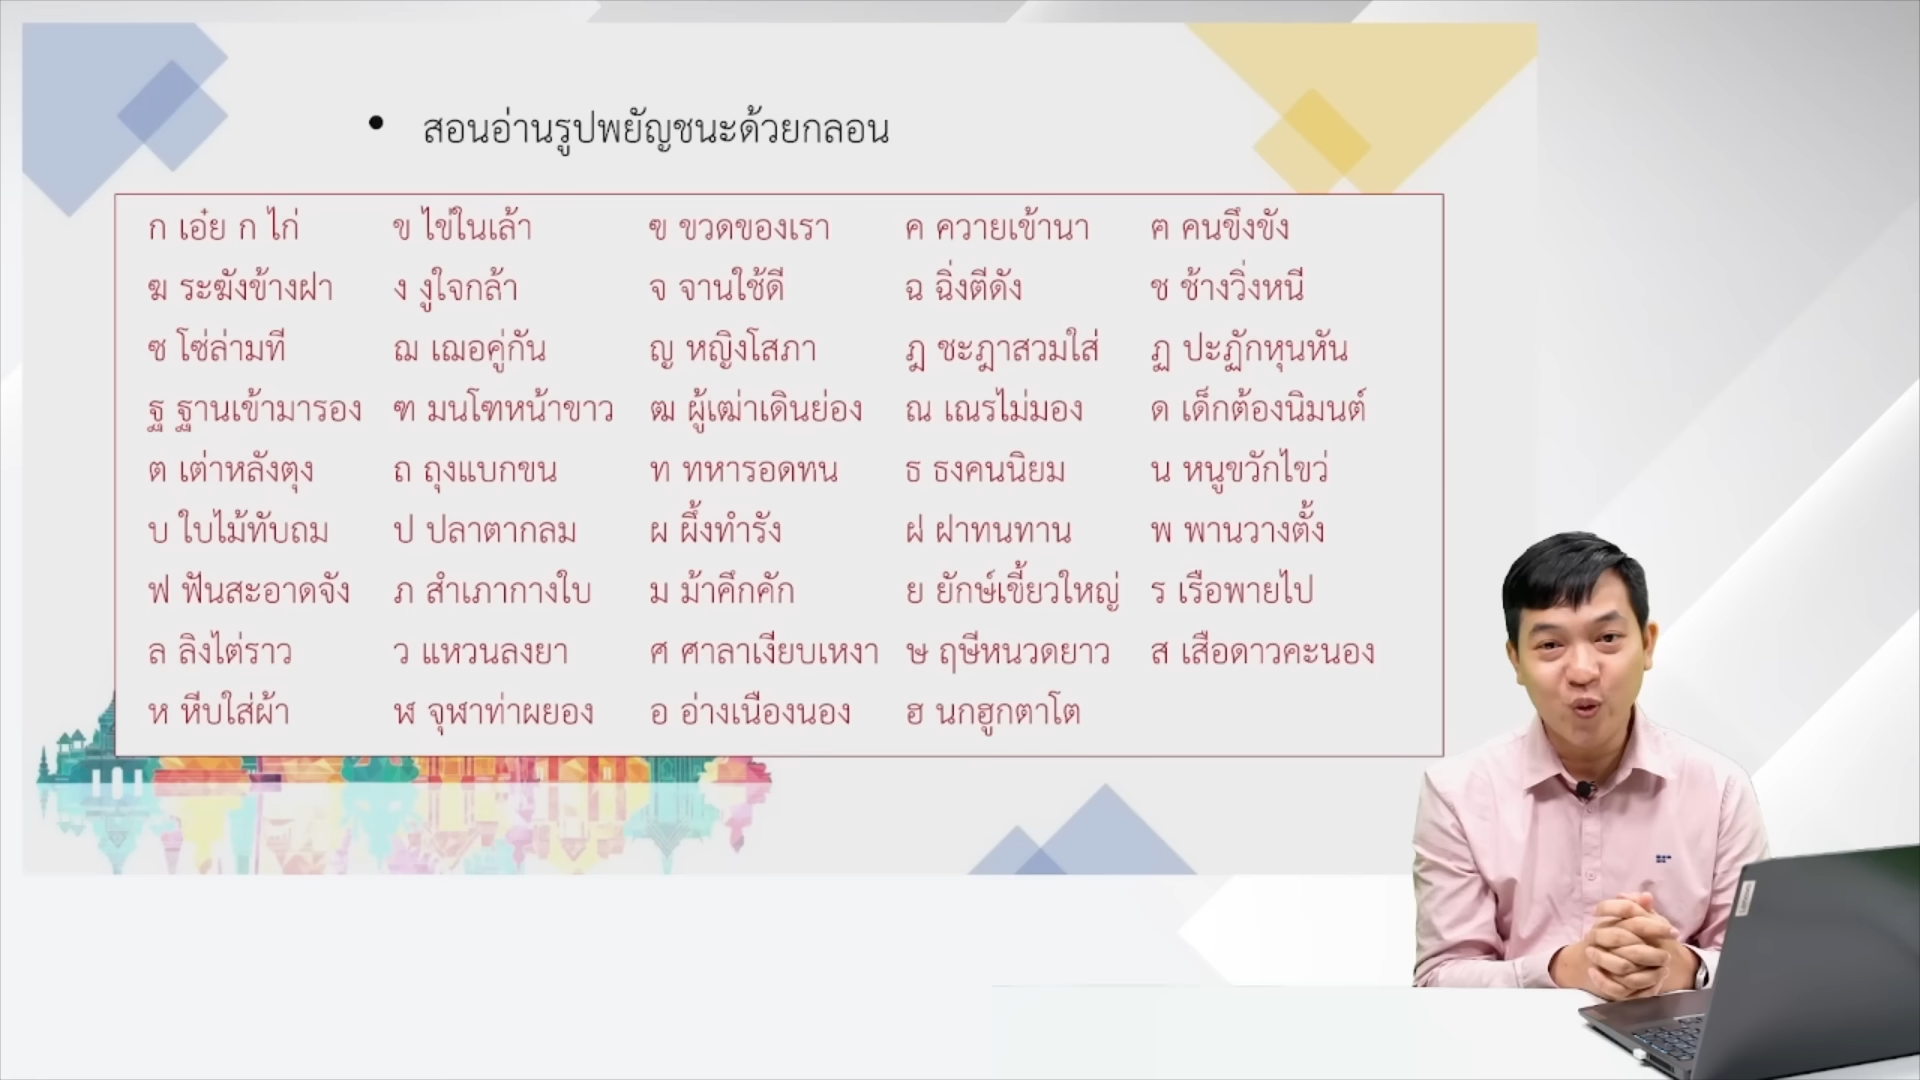 • สอนอ่านรูปพยัญชนะด้วยกลอน
ก เอ๋ย ก ไก่ ข ไข่ในเล้า ฃ ขวดของเรา ค ควายเข้านา ฅ คนขึงขัง
ฆ ระฆังข้างฝา ง งูใจกล้า จ จานใช้ดี ฉ ฉิ่งตีดัง ช ช้างวิ่งหนี
ซ โซ่ล่ามที ฌ เฌอคู่กัน ญ หญิงโสภา ฎ ชะฎาสวมใส่ ฏ ปะฏักหุนหัน
ฐ ฐานเข้ามารอง ฑ มนโฑหน้าขาว ฒ ผู้เฒ่าเดินย่อง ณ เณรไม่มอง ด เด็กต้องนิมนต์
ต เต่าหลังตุง ถ ถุงแบกขน ท ทหารอดทน ธ ธงคนนิยม น หนูขวักไขว่
บ ใบไม้ทับถม ป ปลาตากลม ผ ผึ้งทำรัง ฝ ฝาทนทาน พ พานวางตั้ง
ฟ ฟันสะอาดจัง ภ สำเภากางใบ ม ม้าคึกคัก ย ยักษ์เขี้ยวใหญ่ ร เรือพายไป
ล ลิงไต่ราว ว แหวนลงยา ศ ศาลาเงียบเหงา ษ ฤษีหนวดยาว ส เสือดาวคะนอง
ห หีบใส่ผ้า ฬ จุฬาท่าผยอง อ อ่างเนืองนอง ฮ นกฮูกตาโต
Lenovo